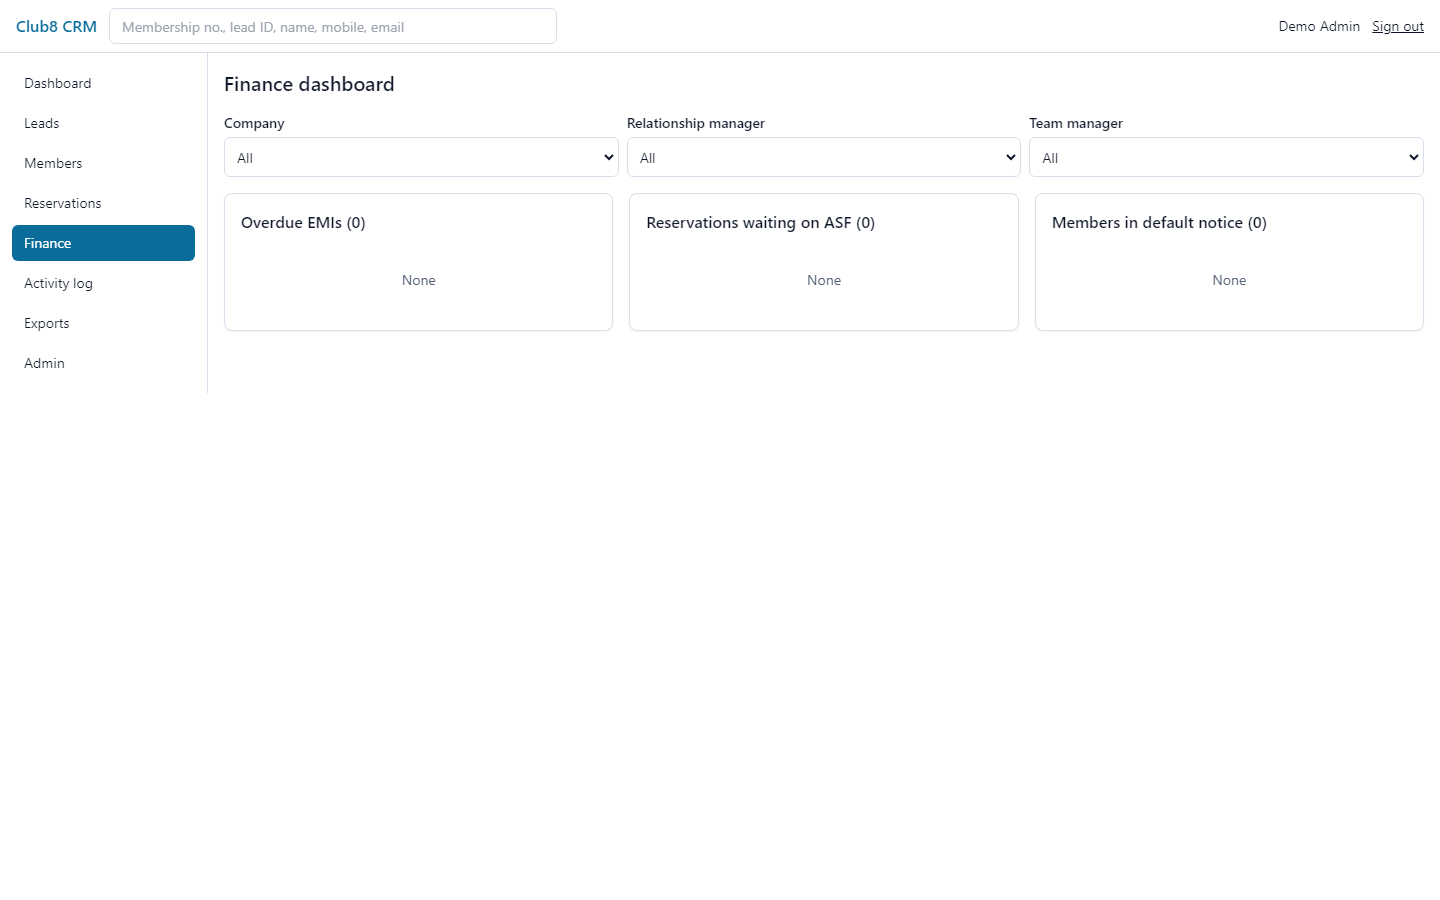 Club8 CRM
Membership no., lead ID, name, mobile, email
Demo Admin
Sign out
Dashboard
Leads
Members
Reservations
Finance
Activity log
Exports
Admin
Finance dashboard
Company
All
Relationship manager
All
Team manager
All
Overdue EMIs (0)
None
Reservations waiting on ASF (0)
None
Members in default notice (0)
None